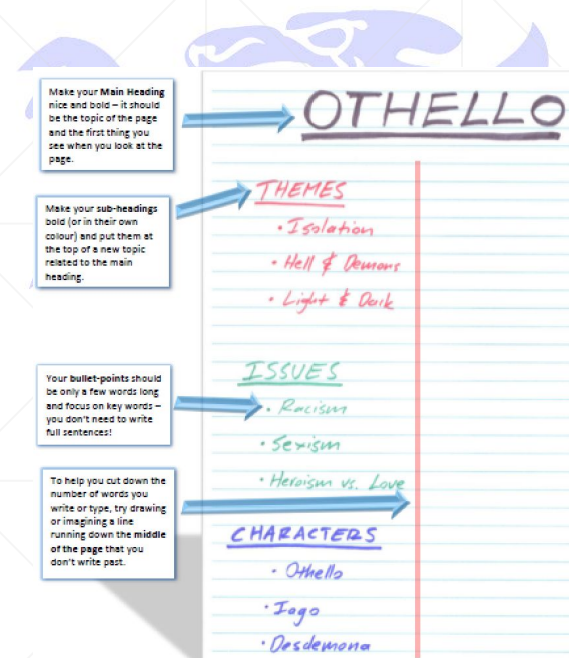 Make your Main Heading
nice and bold – it should
be the topic of the page
and the first thing you
see when you look at the
page.
OTHELLO
Make your sub-headings
bold (or in their own
colour) and put them at
the top of a new topic
related to the main
heading.
THEMES
• Isolation
• Hell & Demons
• Light & Dark
Your bullet-points should
be only a few words long
and focus on key words –
you don't need to write
full sentences!
ISSUES
• Racism
• Sexism
• Heroism vs. Love
To help you cut down the
number of words you
write or type, try drawing
or imagining a line
running down the middle
of the page that you
don't write past.
CHARACTERS
• Othello
• Iago
• Desdemona